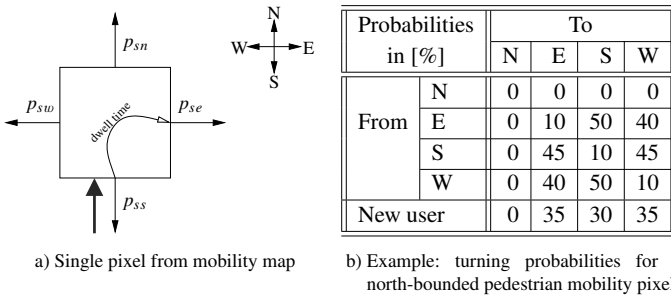 N
W E
S
p_sn
p_sw
p_se
dwell time
p_ss
a) Single pixel from mobility map
Probabilities To
in [%] N E S W
N 0 0 0 0
From E 0 10 50 40
S 0 45 10 45
W 0 40 50 10
New user 0 35 30 35
b) Example: turning probabilities for
north-bounded pedestrian mobility pixel